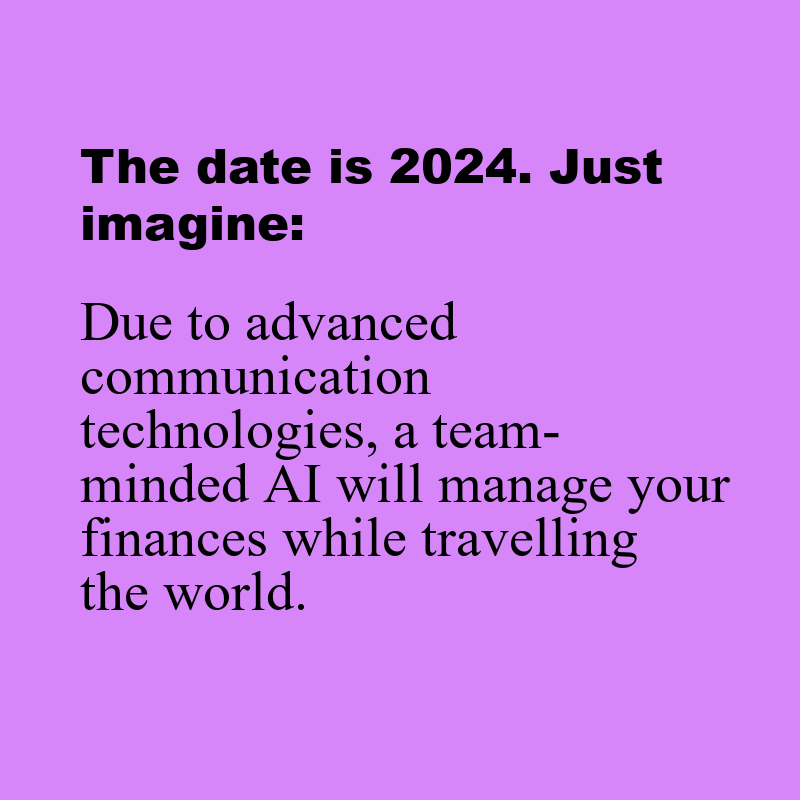 The date is 2024. Just
imagine:
Due to advanced
communication
technologies, a team-
minded AI will manage your
finances while travelling
the world.